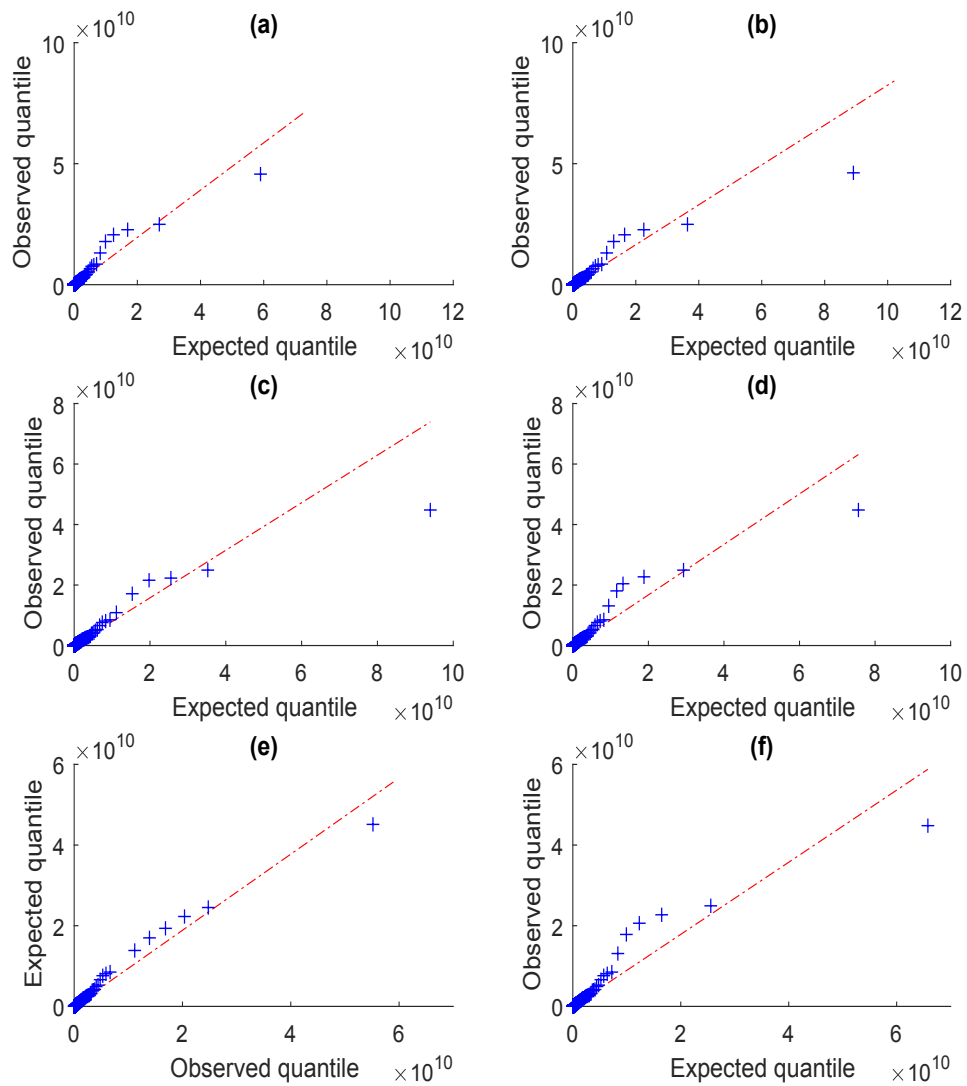 (a)
×10^10
10
5
0
Observed quantile
0 2 4 6 8 10 12
Expected quantile ×10^10
(b)
×10^10
10
5
0
Observed quantile
0 2 4 6 8 10 12
Expected quantile ×10^10
(c)
×10^10
8
6
4
2
0
Observed quantile
0 2 4 6 8 10
Expected quantile ×10^10
(d)
×10^10
8
6
4
2
0
Observed quantile
0 2 4 6 8 10
Expected quantile ×10^10
(e)
×10^10
6
4
2
0
Expected quantile
0 2 4 6
Observed quantile ×10^10
(f)
×10^10
6
4
2
0
Observed quantile
0 2 4 6
Expected quantile ×10^10